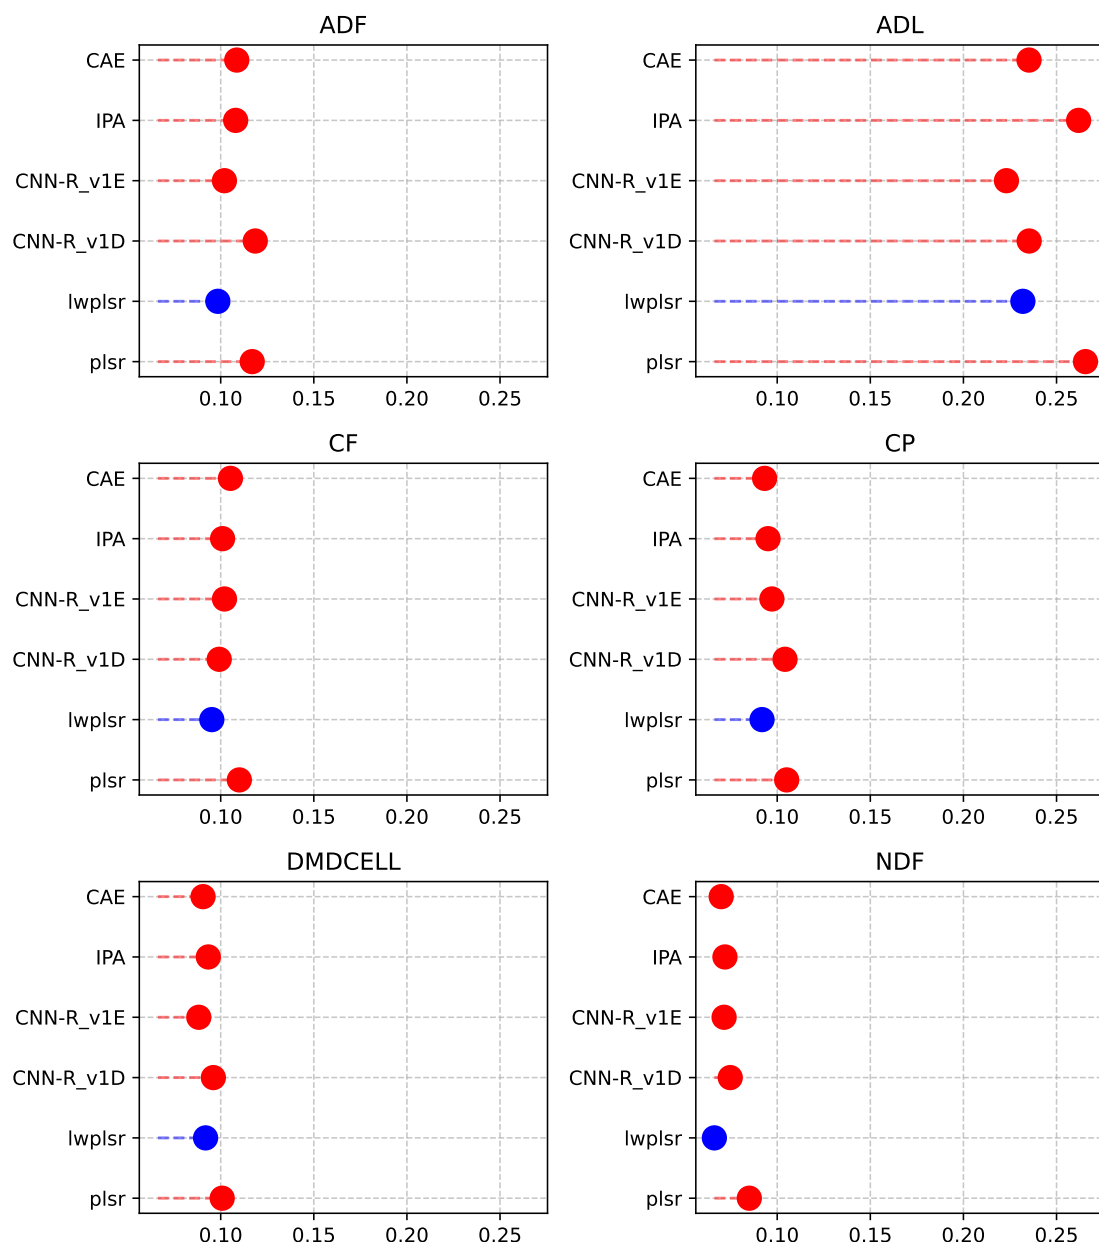 ADF
CAE
IPA
CNN-R_v1E
CNN-R_v1D
lwplsr
plsr
0.10 0.15 0.20 0.25
ADL
CAE
IPA
CNN-R_v1E
CNN-R_v1D
lwplsr
plsr
0.10 0.15 0.20 0.25
CF
CAE
IPA
CNN-R_v1E
CNN-R_v1D
lwplsr
plsr
0.10 0.15 0.20 0.25
CP
CAE
IPA
CNN-R_v1E
CNN-R_v1D
lwplsr
plsr
0.10 0.15 0.20 0.25
DMDCELL
CAE
IPA
CNN-R_v1E
CNN-R_v1D
lwplsr
plsr
0.10 0.15 0.20 0.25
NDF
CAE
IPA
CNN-R_v1E
CNN-R_v1D
lwplsr
plsr
0.10 0.15 0.20 0.25